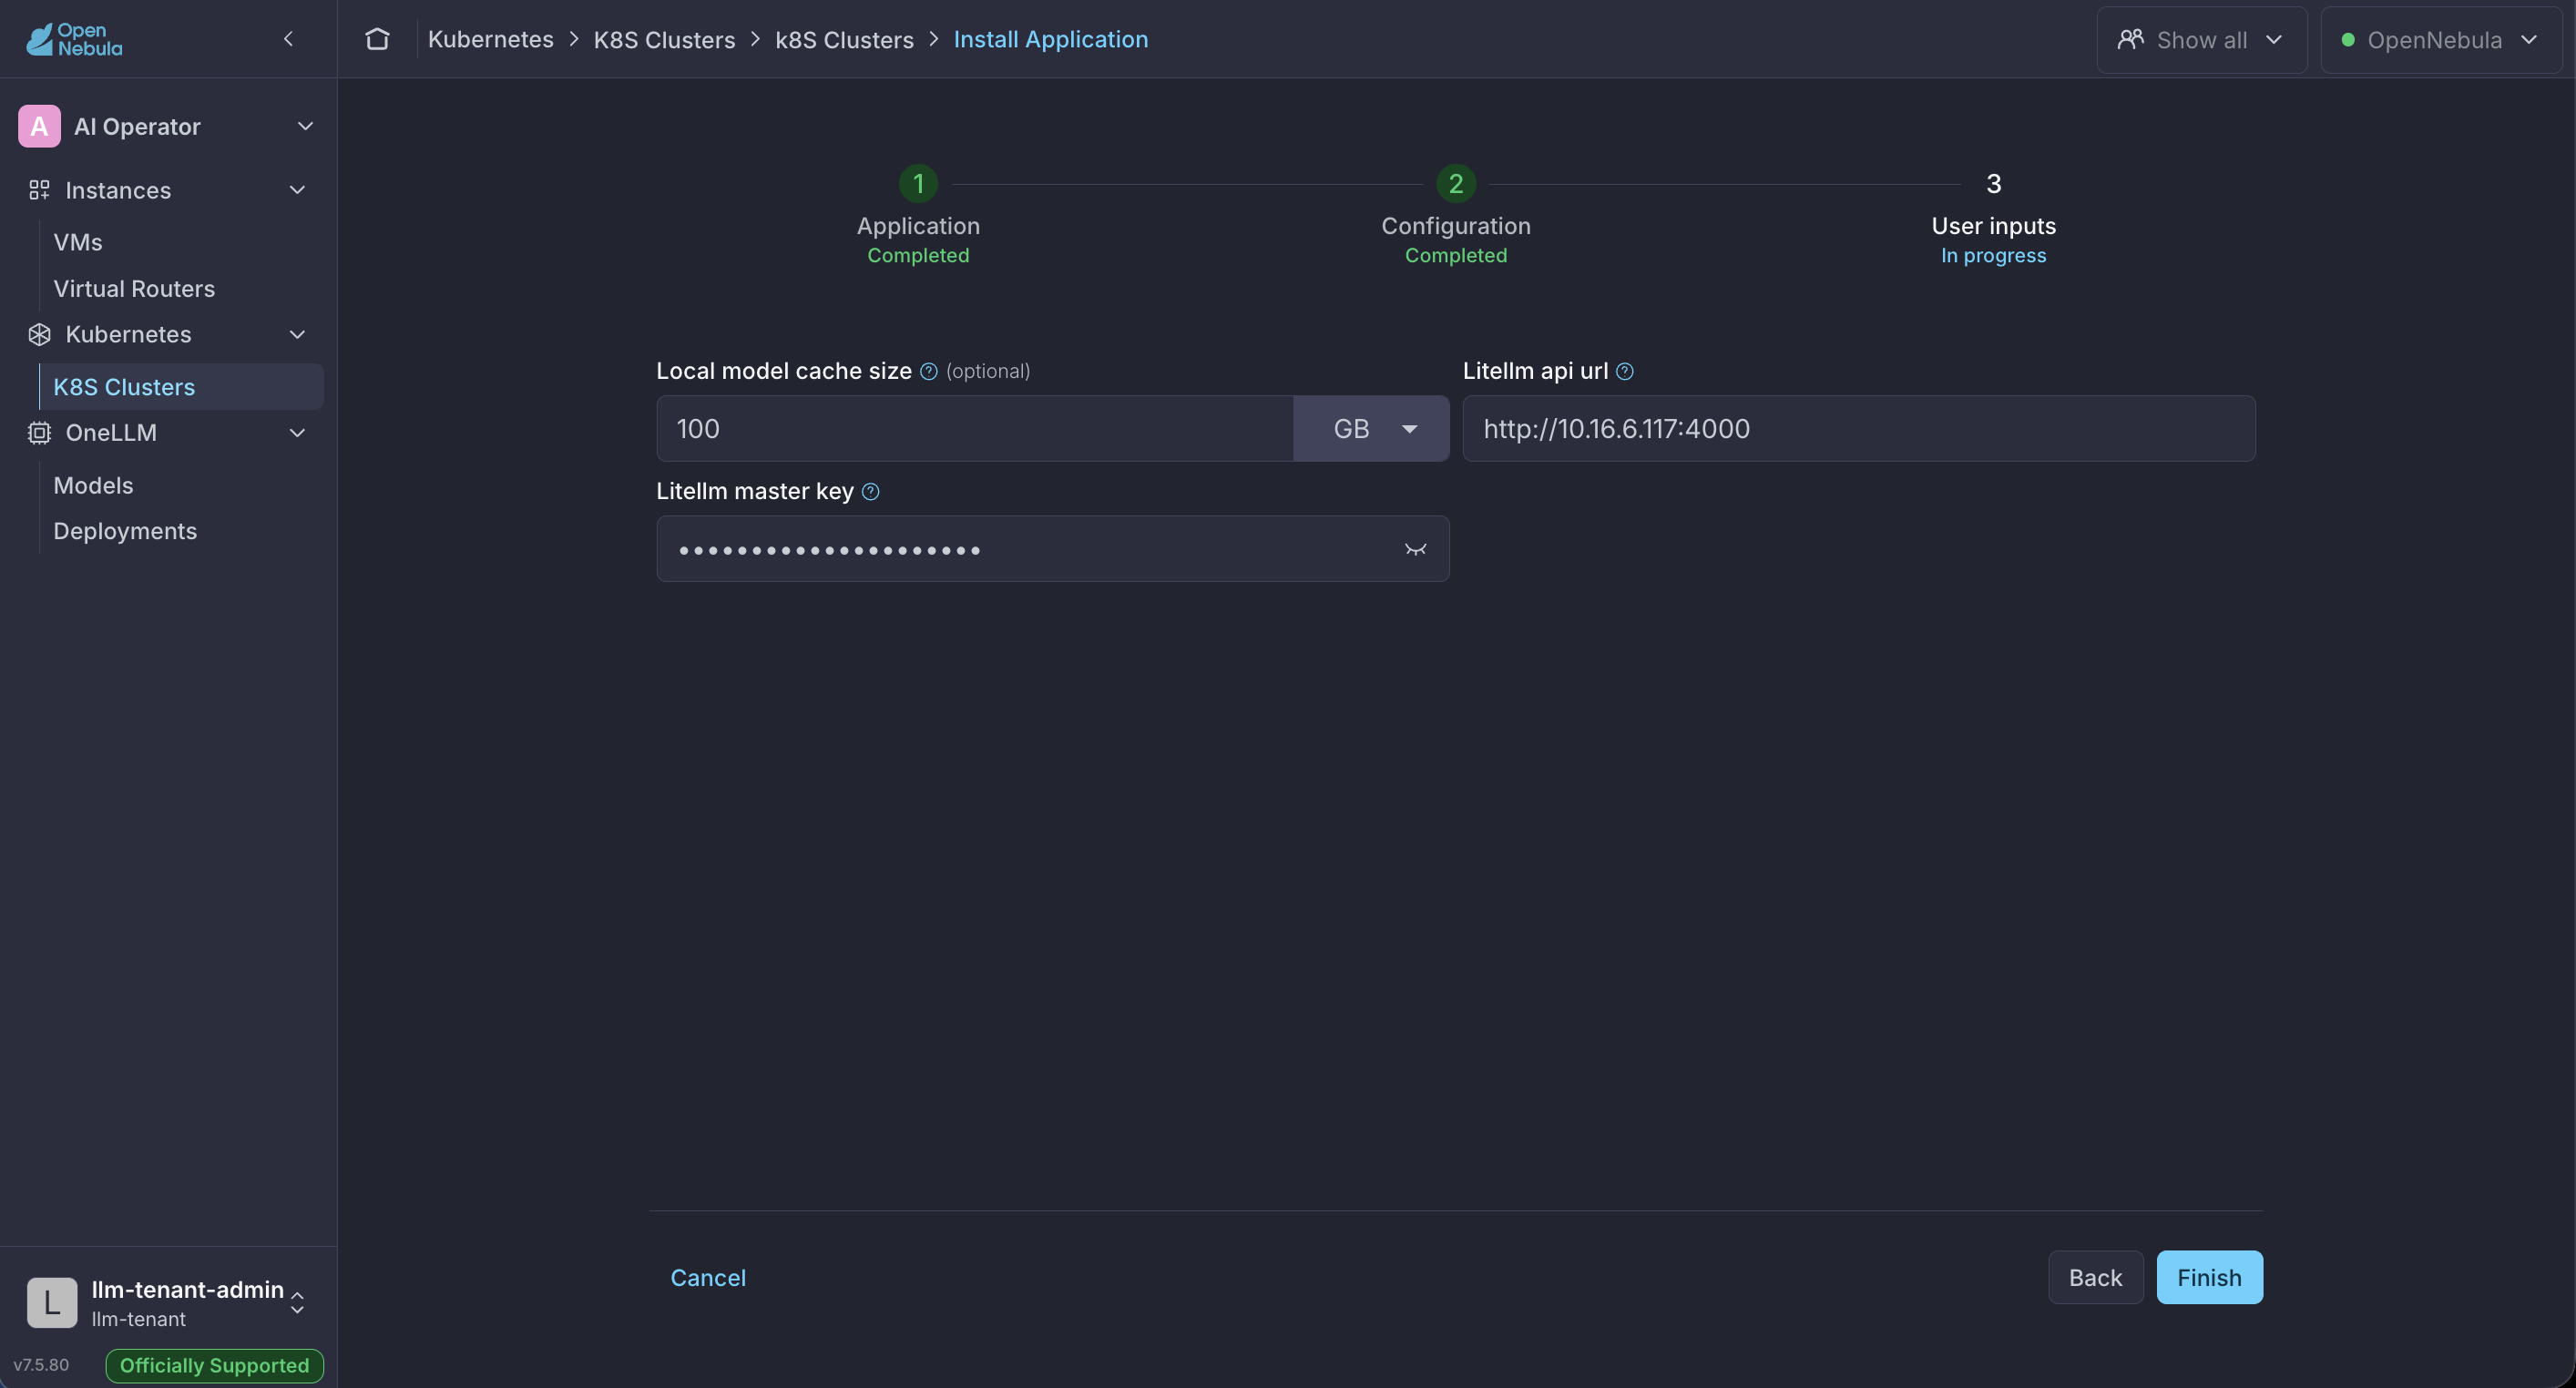 Open
Nebula
Kubernetes
K8S Clusters
k8S Clusters
Install Application
Show all
OpenNebula
A
AI Operator
Instances
VMs
Virtual Routers
Kubernetes
K8S Clusters
OneLLM
Models
Deployments
1
Application
Completed
2
Configuration
Completed
3
User inputs
In progress
Local model cache size ? (optional)
100
GB
Litellm api url ?
http://10.16.6.117:4000
Litellm master key ?
•••••••••••••••••••••
Cancel
Back
Finish
L
llm-tenant-admin
llm-tenant
v7.5.80
Officially Supported